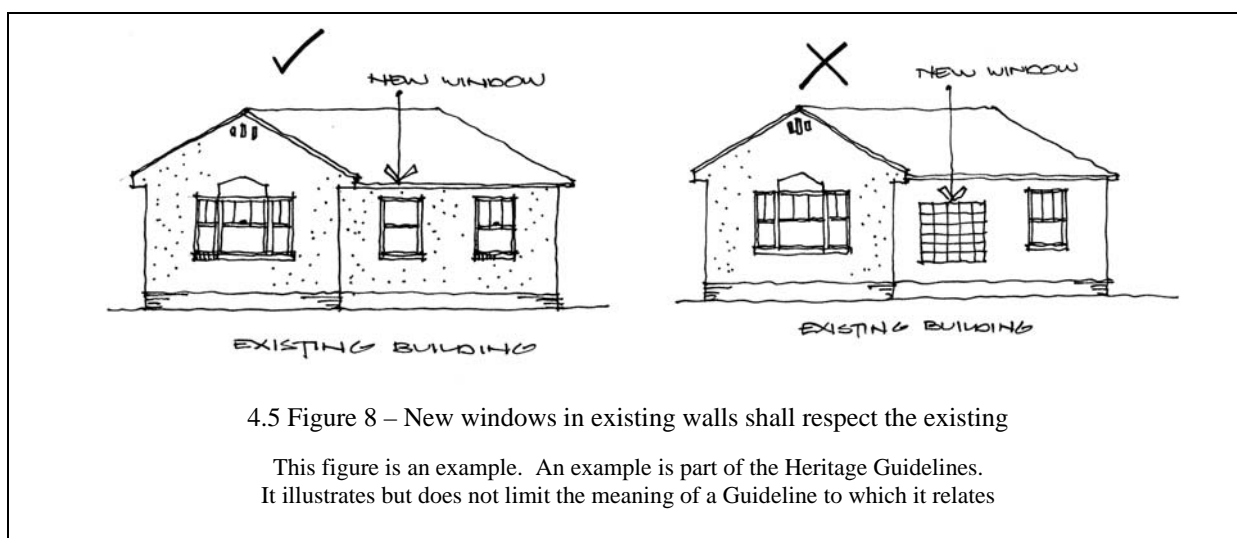 NEW WINDOW
NEW WINDOW
EXISTING BUILDING
EXISTING BUILDING
4.5 Figure 8 – New windows in existing walls shall respect the existing
This figure is an example.  An example is part of the Heritage Guidelines.
It illustrates but does not limit the meaning of a Guideline to which it relates